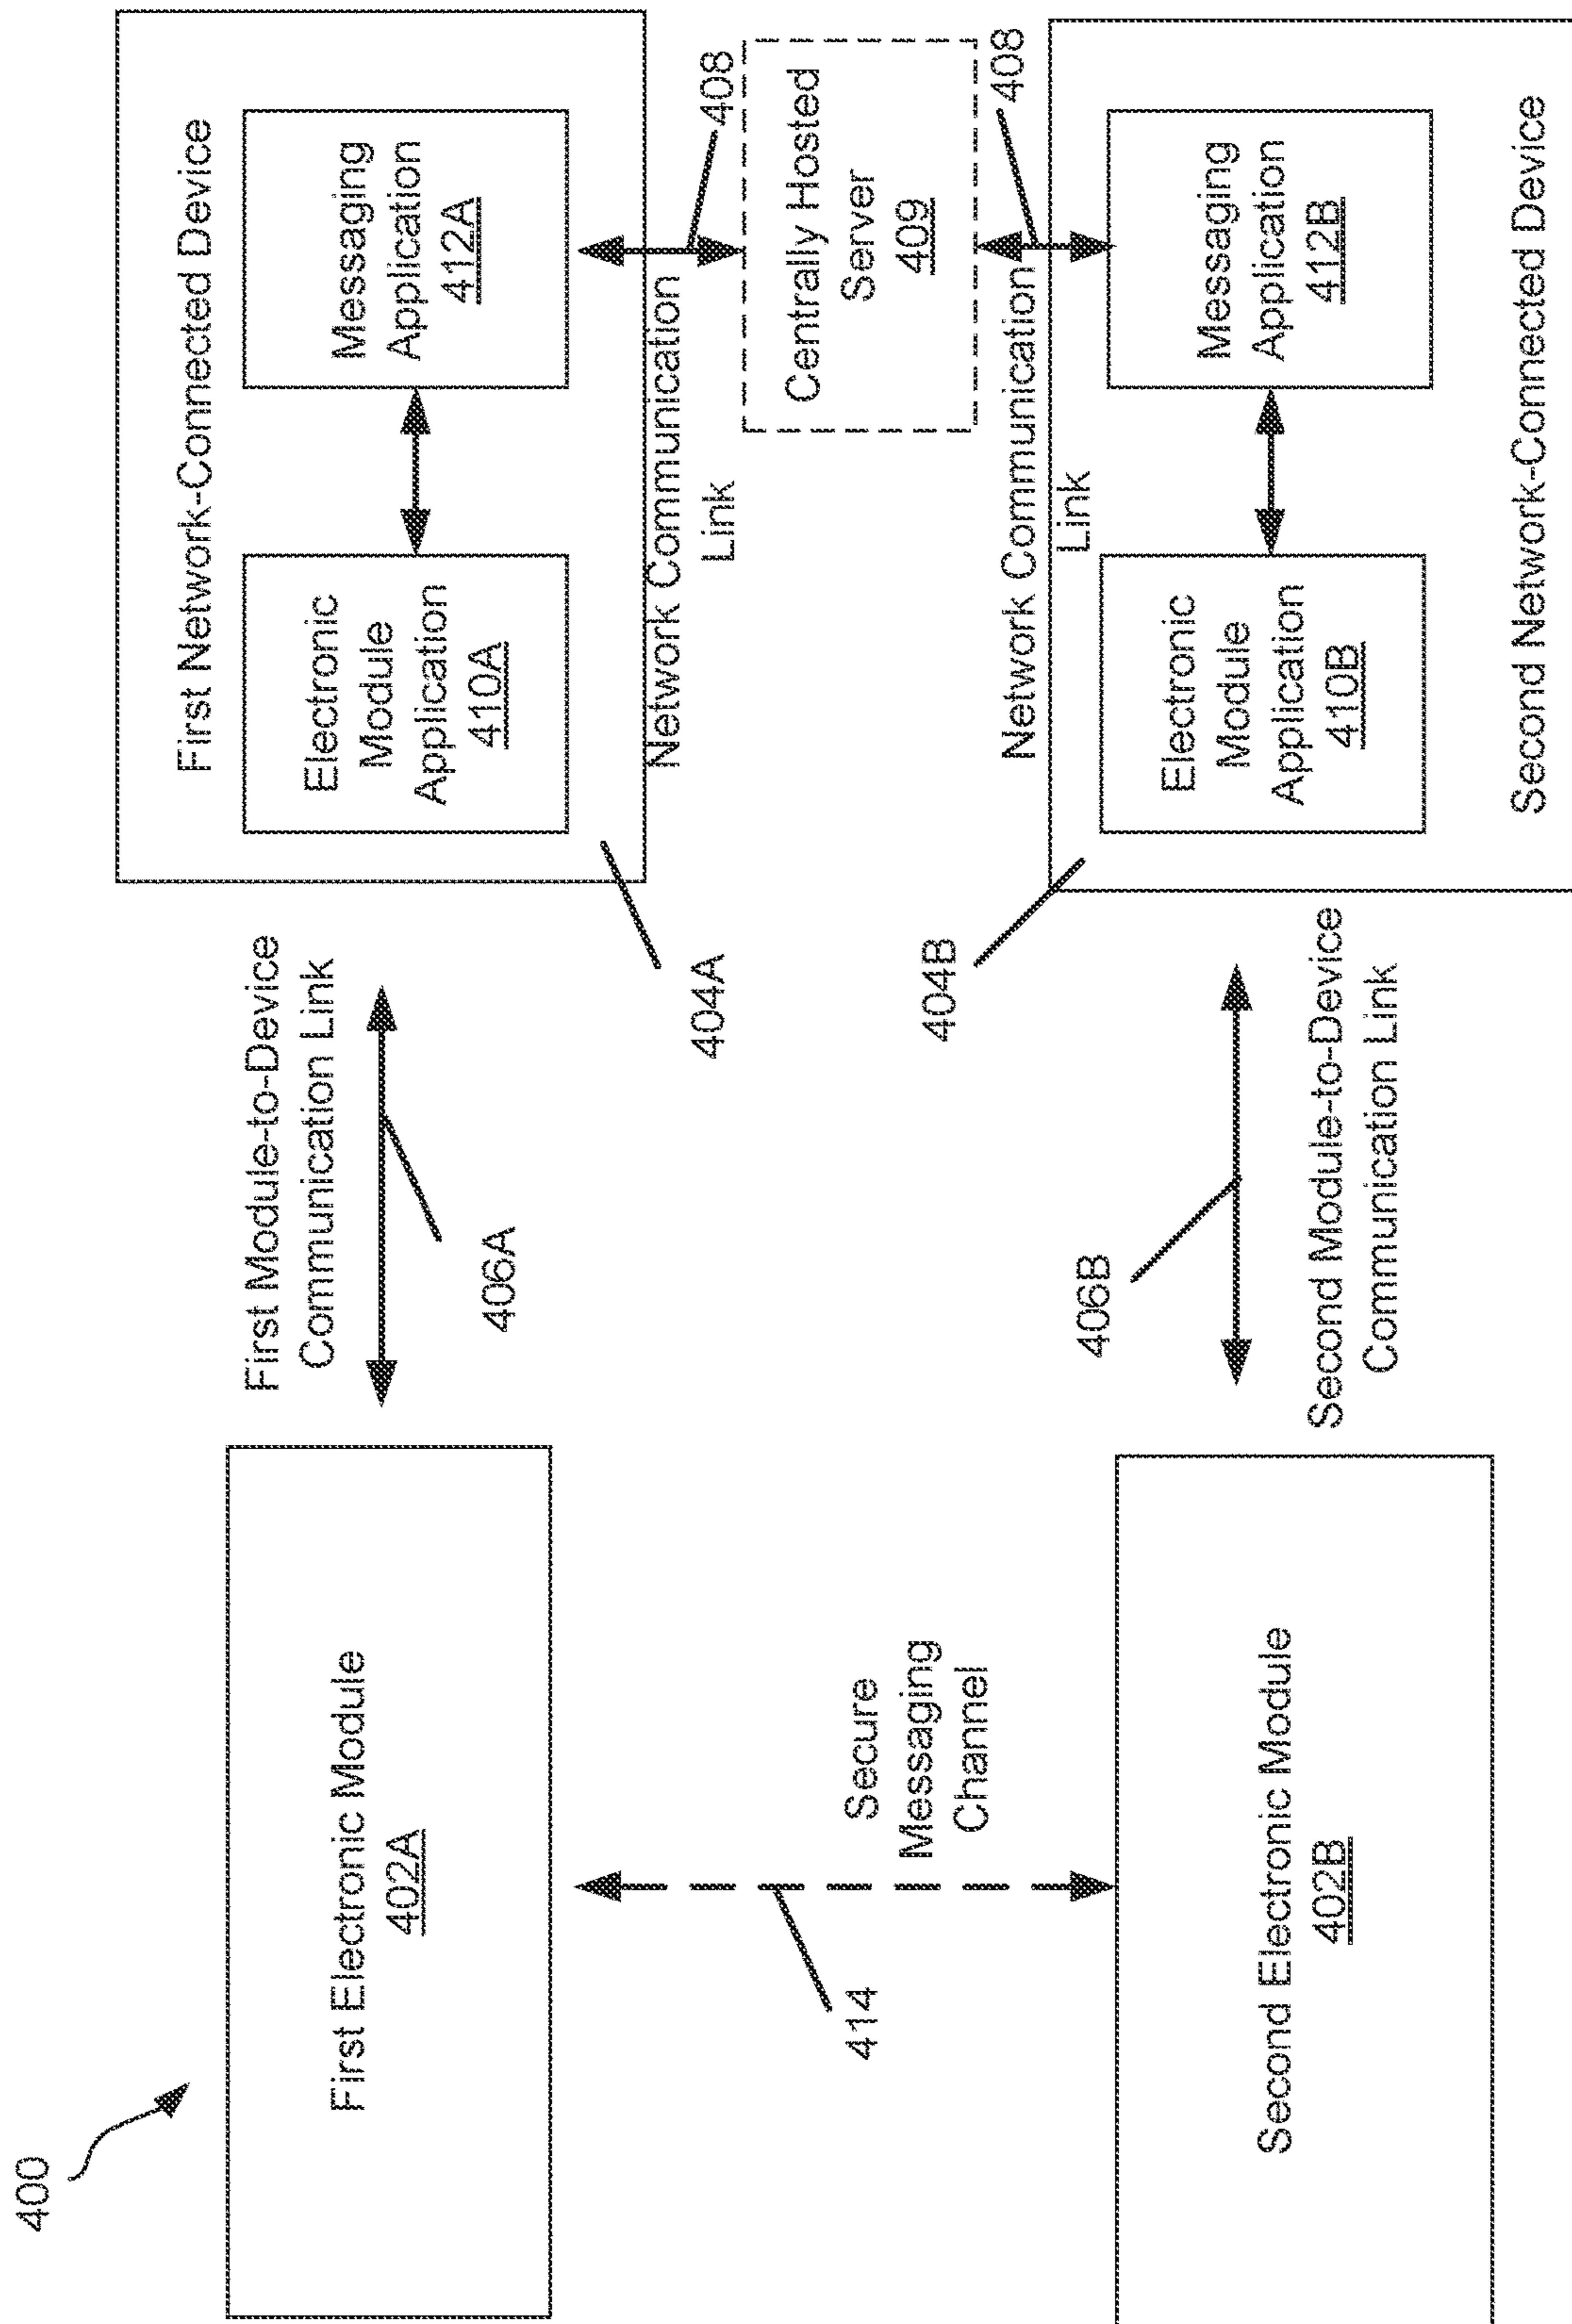 400
First Electronic Module
402A
First Module-to-Device
Communication Link
406A
First Network-Connected Device
Electronic
Module
Application
410A
Messaging
Application
412A
404A
Network Communication
Link
408
Secure
Messaging
Channel
414
Centrally Hosted
Server
409
Network Communication
Link
408
Second Electronic Module
402B
406B
Second Module-to-Device
Communication Link
404B
Electronic
Module
Application
410B
Messaging
Application
412B
Second Network-Connected Device